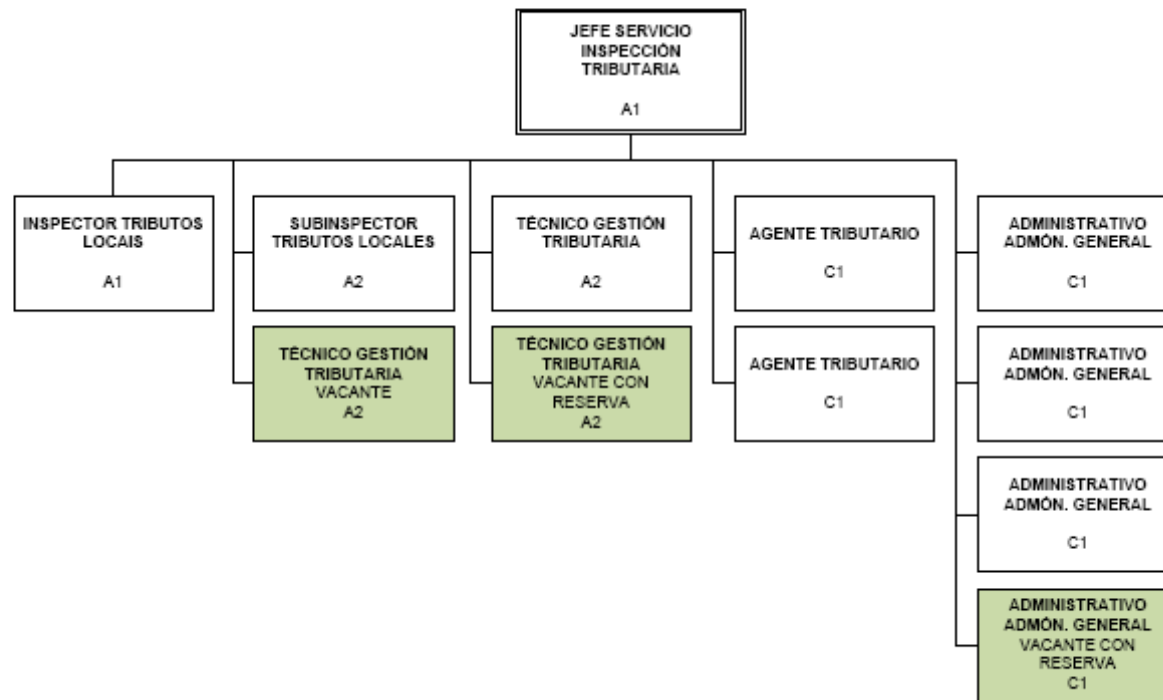 JEFE SERVICIO
INSPECCIÓN
TRIBUTARIA
A1
INSPECTOR TRIBUTOS
LOCAIS
A1
SUBINSPECTOR
TRIBUTOS LOCALES
A2
TÉCNICO GESTIÓN
TRIBUTARIA
A2
AGENTE TRIBUTARIO
C1
ADMINISTRATIVO
ADMÓN. GENERAL
C1
TÉCNICO GESTIÓN
TRIBUTARIA
VACANTE
A2
TÉCNICO GESTIÓN
TRIBUTARIA
VACANTE CON
RESERVA
A2
AGENTE TRIBUTARIO
C1
ADMINISTRATIVO
ADMÓN. GENERAL
C1
ADMINISTRATIVO
ADMÓN. GENERAL
C1
ADMINISTRATIVO
ADMÓN. GENERAL
VACANTE CON
RESERVA
C1